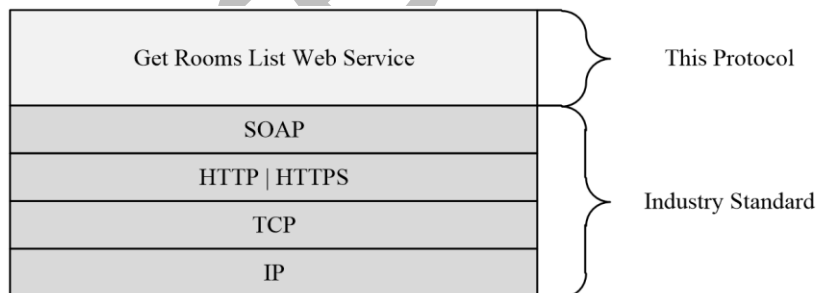 Get Rooms List Web Service
This Protocol
SOAP
HTTP | HTTPS
Industry Standard
TCP
IP